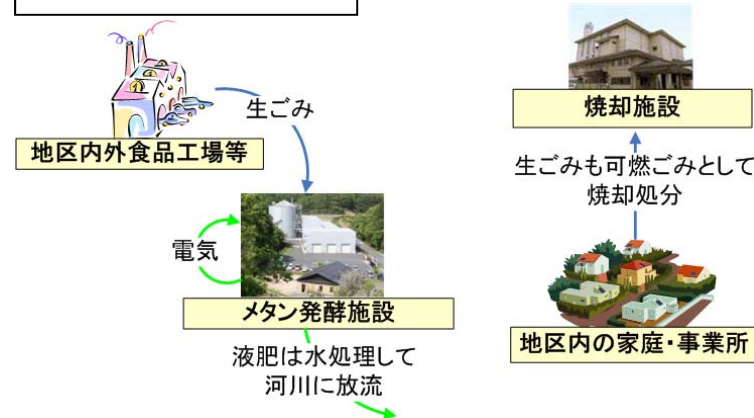 生ごみ
地区内外食品工場等
電気
メタン発酵施設
液肥は水処理して
河川に放流
焼却施設
生ごみも可燃ごみとして
焼却処分
地区内の家庭・事業所